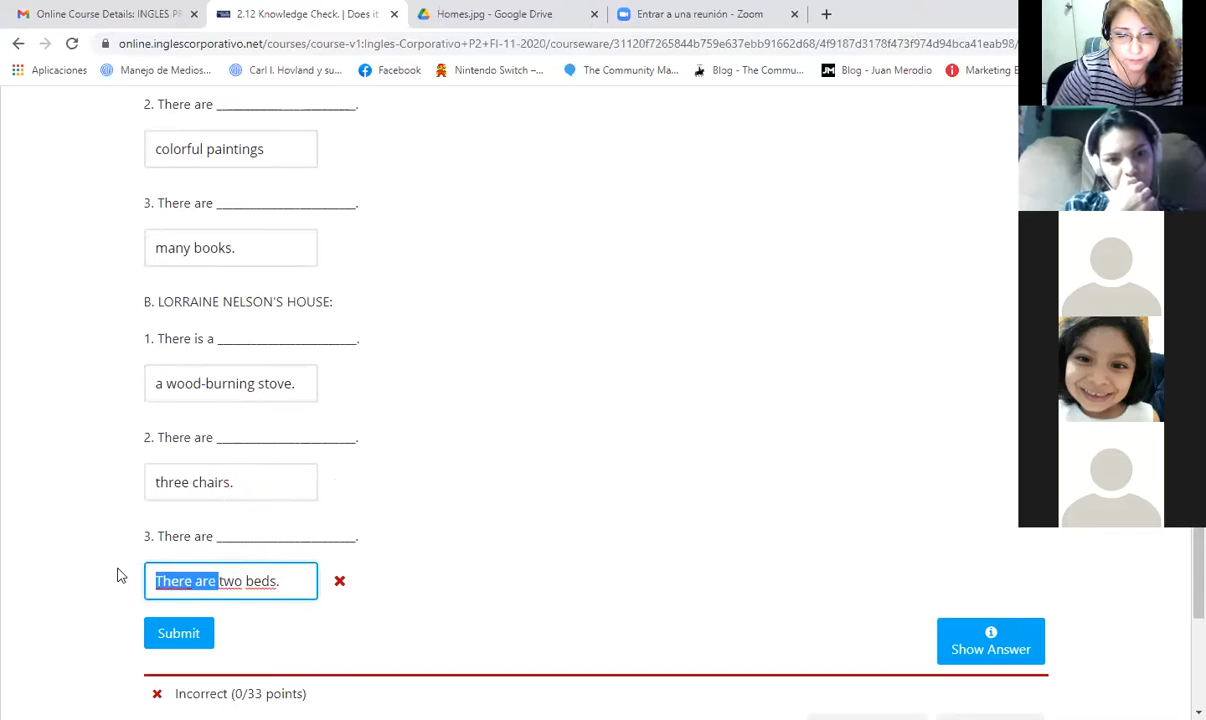 Online Course Details: INGLES P
2.12 Knowledge Check. | Does it
Homes.jpg - Google Drive
Entrar a una reunión - Zoom
online.inglescorporativo.net/courses/course-v1:Ingles-Corporativo+P2+FI-11-2020/courseware/31120f7265844b759e637ebb91662d68/4f9187d3178f473f974d94bca41eab98/
Aplicaciones
Manejo de Medios...
Carl I. Hovland y su...
Facebook
Nintendo Switch –...
The Community Ma...
Blog - The Commu...
JM Blog - Juan Merodio
Marketing E
2. There are ______________________.
colorful paintings
3. There are ______________________.
many books.
B. LORRAINE NELSON'S HOUSE:
1. There is a ______________________.
a wood-burning stove.
2. There are ______________________.
three chairs.
3. There are ______________________.
There are two beds.
Submit
Show Answer
Incorrect (0/33 points)